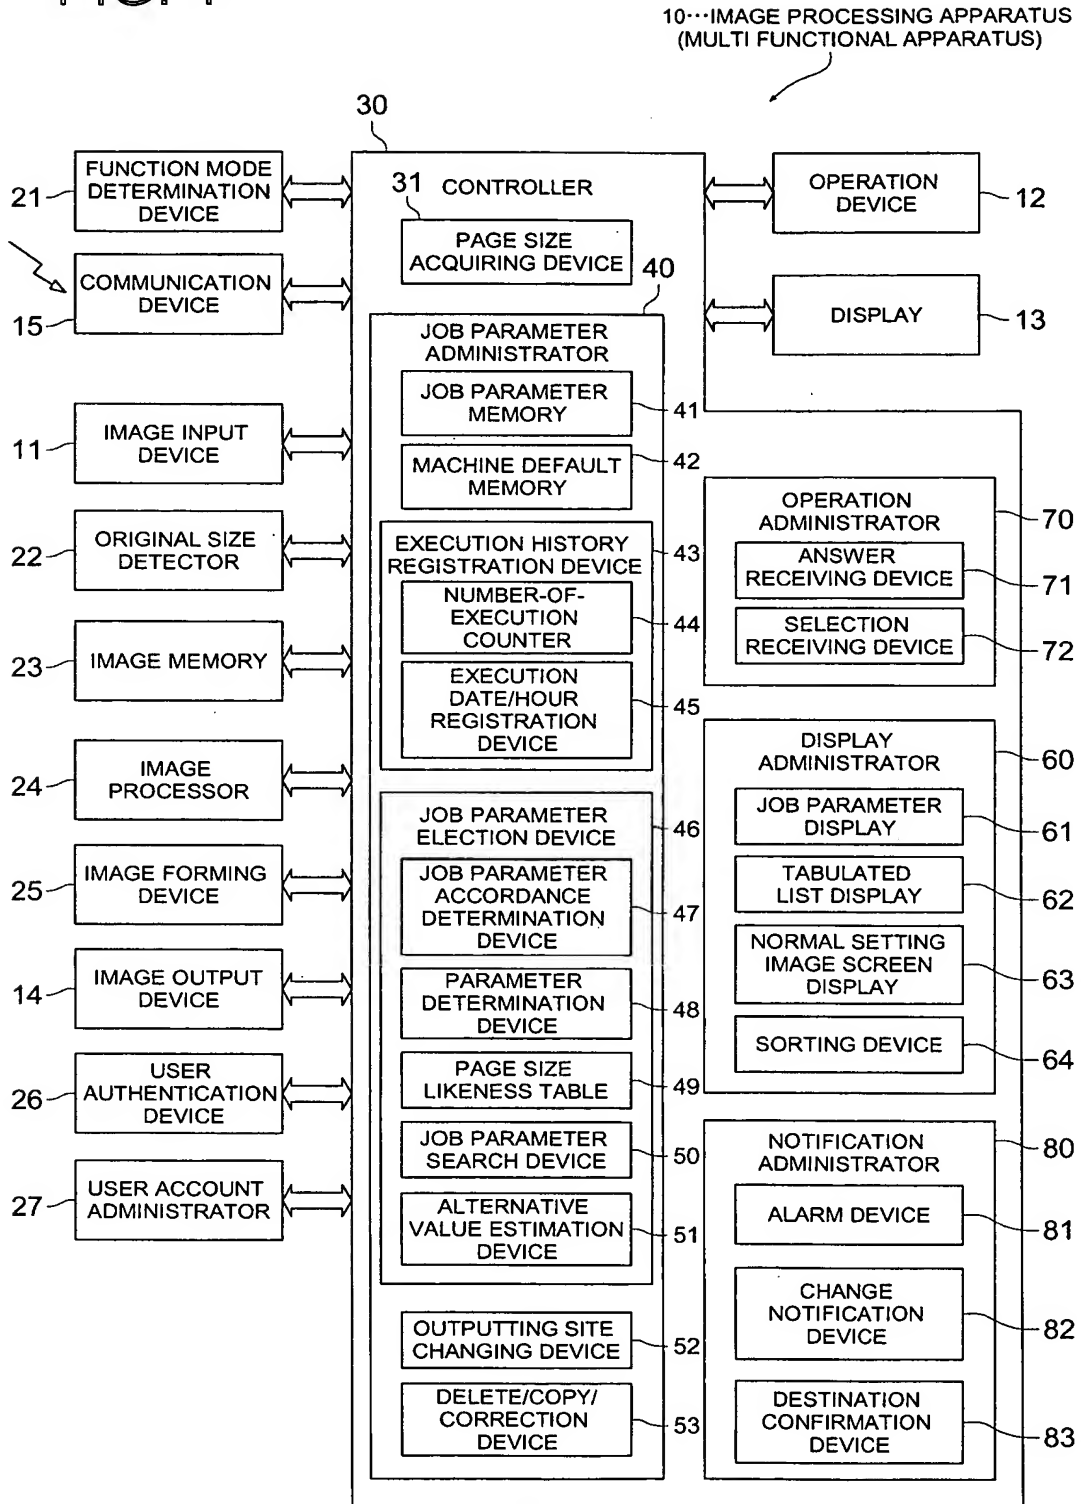 10···IMAGE PROCESSING APPARATUS
(MULTI FUNCTIONAL APPARATUS)
30
21
FUNCTION MODE
DETERMINATION
DEVICE
15
COMMUNICATION
DEVICE
11
IMAGE INPUT
DEVICE
22
ORIGINAL SIZE
DETECTOR
23
IMAGE MEMORY
24
IMAGE
PROCESSOR
25
IMAGE FORMING
DEVICE
14
IMAGE OUTPUT
DEVICE
26
USER
AUTHENTICATION
DEVICE
27
USER ACCOUNT
ADMINISTRATOR
CONTROLLER
31
PAGE SIZE
ACQUIRING DEVICE
40
JOB PARAMETER
ADMINISTRATOR
JOB PARAMETER
MEMORY
41
MACHINE DEFAULT
MEMORY
42
EXECUTION HISTORY
REGISTRATION DEVICE
43
NUMBER-OF-
EXECUTION
COUNTER
44
EXECUTION
DATE/HOUR
REGISTRATION
DEVICE
45
JOB PARAMETER
ELECTION DEVICE
46
JOB PARAMETER
ACCORDANCE
DETERMINATION
DEVICE
47
PARAMETER
DETERMINATION
DEVICE
48
PAGE SIZE
LIKENESS TABLE
49
JOB PARAMETER
SEARCH DEVICE
50
ALTERNATIVE
VALUE ESTIMATION
DEVICE
51
OUTPUTTING SITE
CHANGING DEVICE
52
DELETE/COPY/
CORRECTION
DEVICE
53
OPERATION
DEVICE
12
DISPLAY
13
OPERATION
ADMINISTRATOR
70
ANSWER
RECEIVING DEVICE
71
SELECTION
RECEIVING DEVICE
72
DISPLAY
ADMINISTRATOR
60
JOB PARAMETER
DISPLAY
61
TABULATED
LIST DISPLAY
62
NORMAL SETTING
IMAGE SCREEN
DISPLAY
63
SORTING DEVICE
64
NOTIFICATION
ADMINISTRATOR
80
ALARM DEVICE
81
CHANGE
NOTIFICATION
DEVICE
82
DESTINATION
CONFIRMATION
DEVICE
83